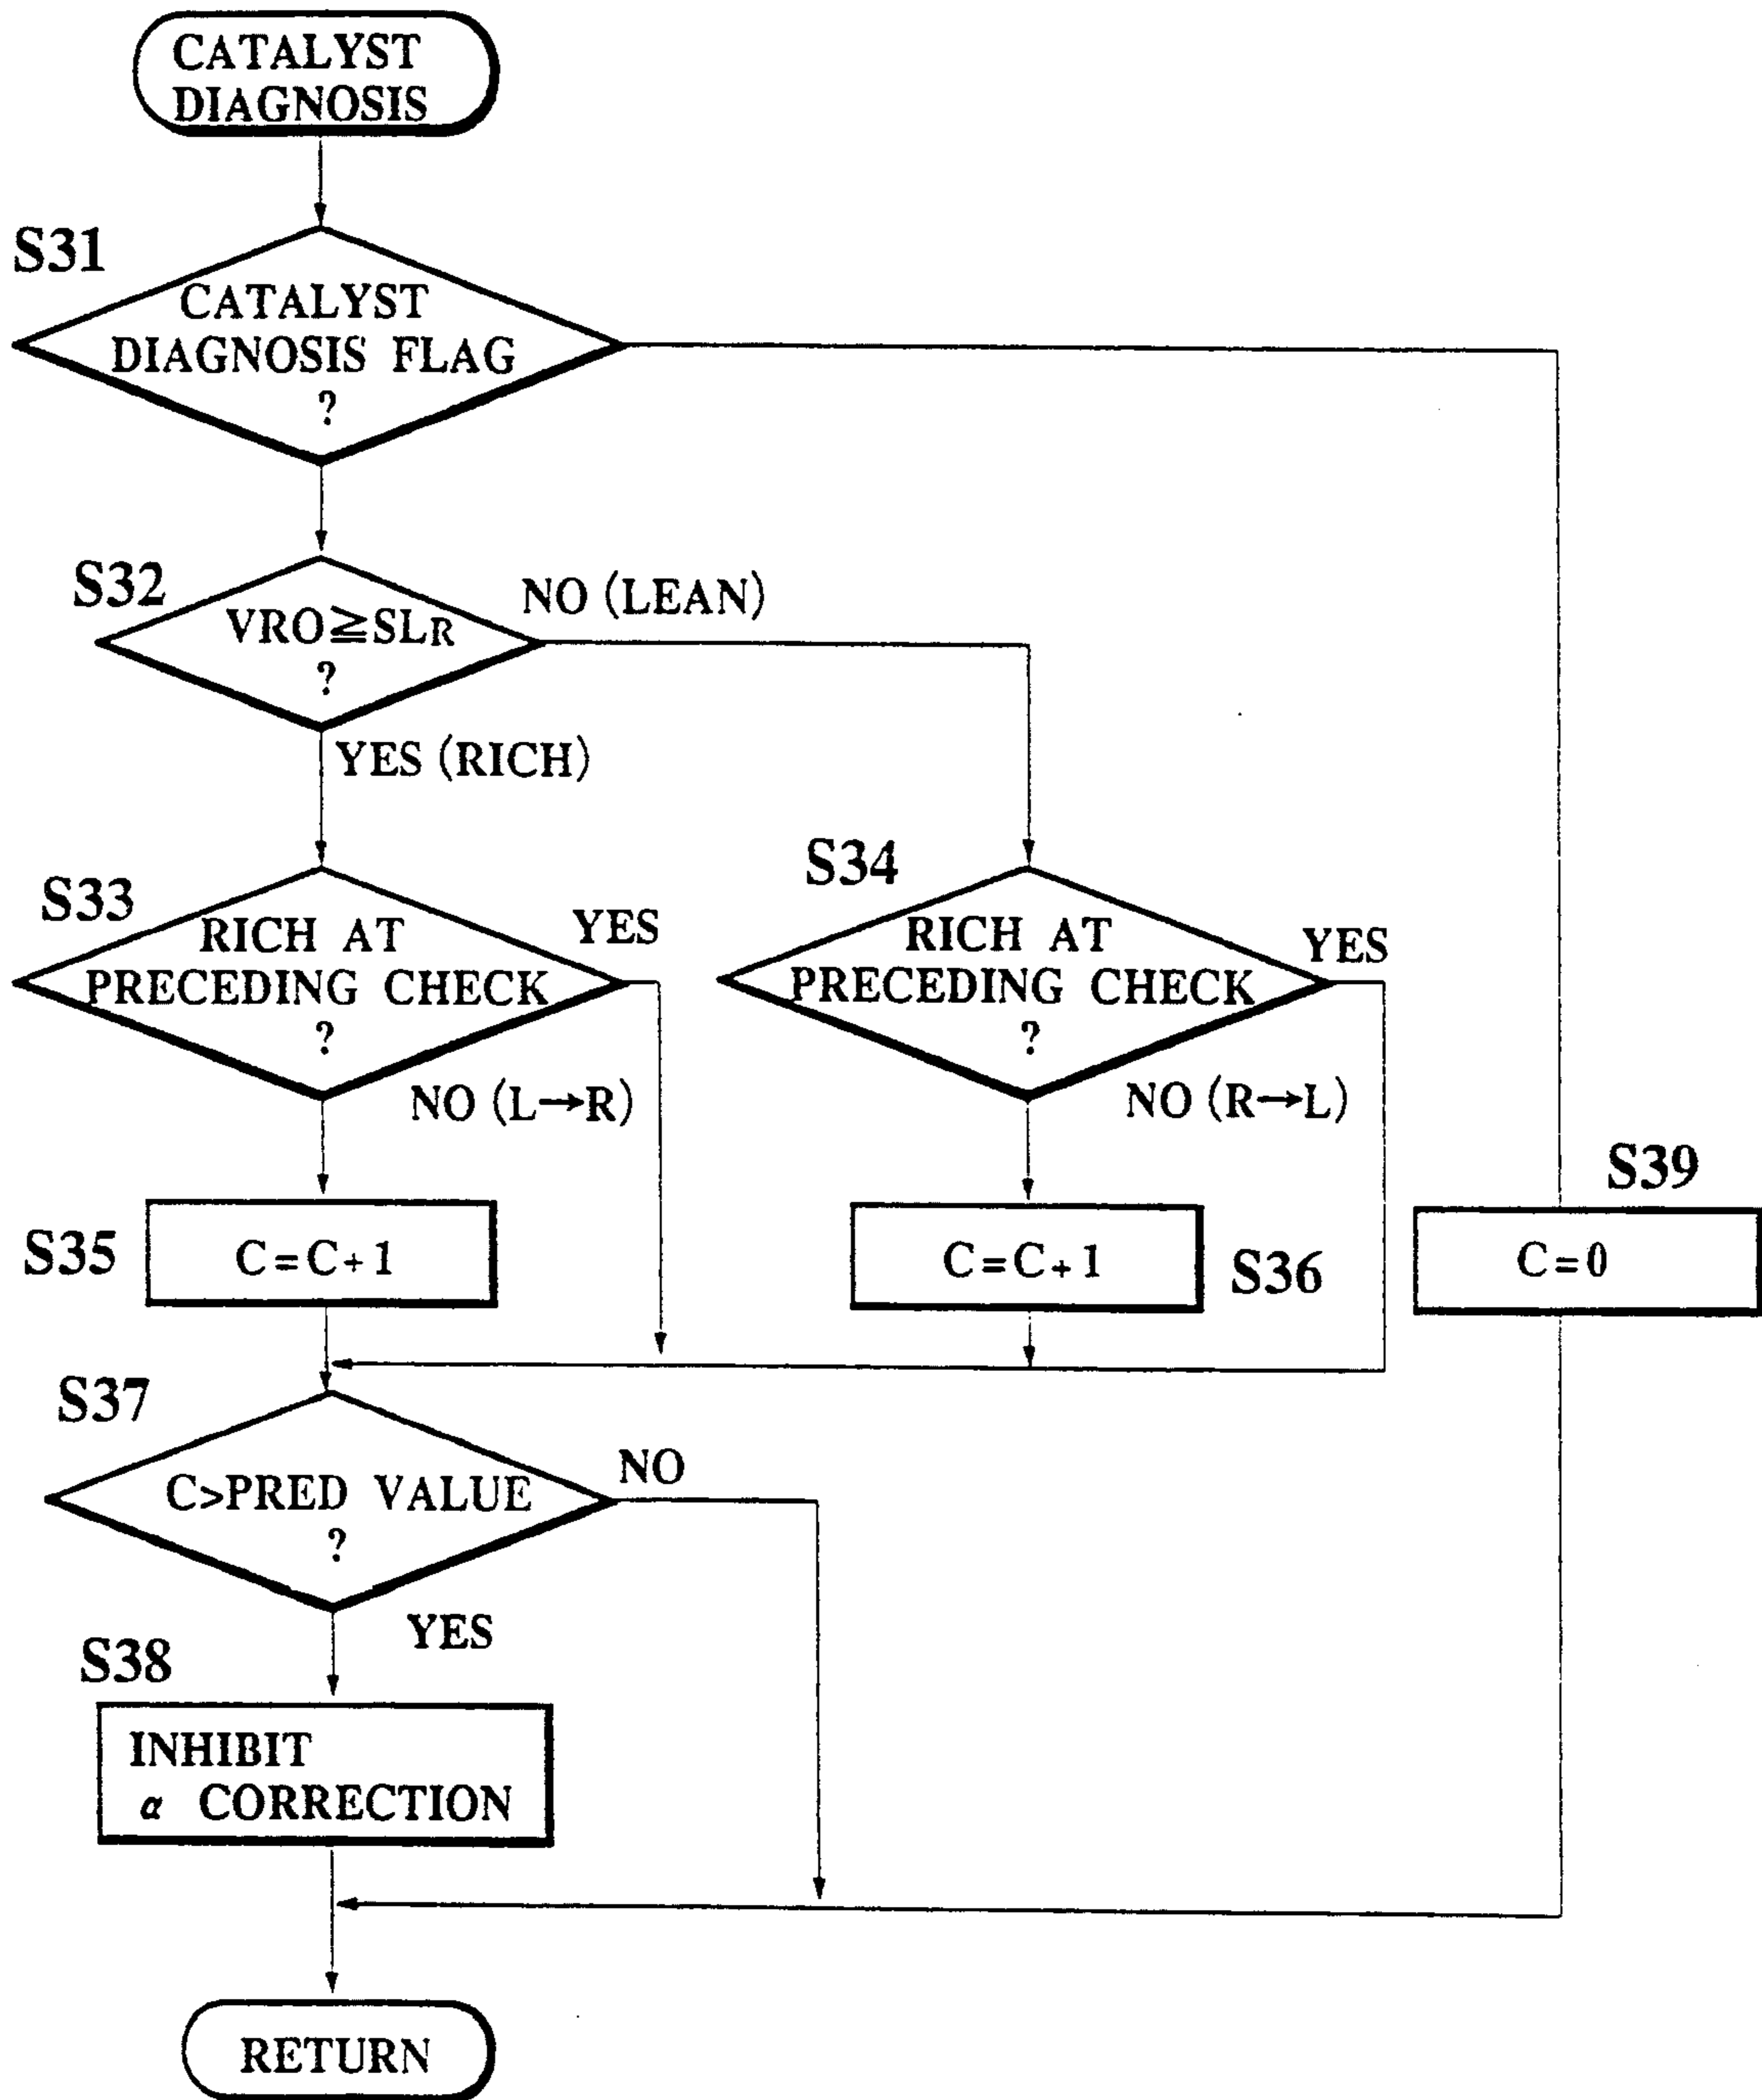 CATALYST
DIAGNOSIS
S31
CATALYST
DIAGNOSIS FLAG
?
S32
VRO≧SLR
?
NO (LEAN)
YES (RICH)
S33
RICH AT
PRECEDING CHECK
?
YES
NO (L→R)
S34
RICH AT
PRECEDING CHECK
?
YES
NO (R→L)
S35
C=C+1
C=C+1
S36
S39
C=0
S37
C>PRED VALUE
?
NO
YES
S38
INHIBIT
α CORRECTION
RETURN